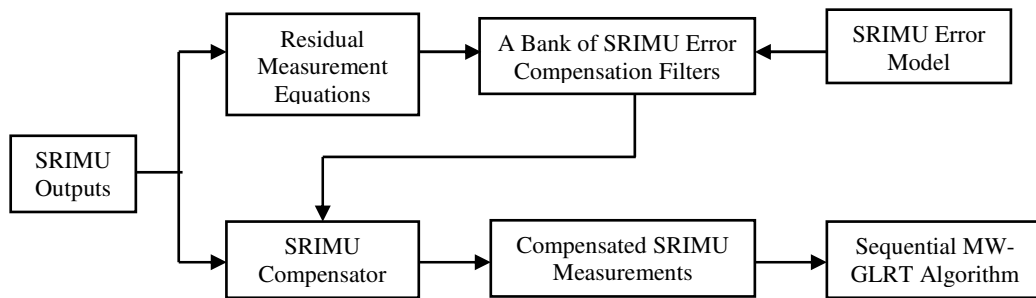 Residual
Measurement
Equations
A Bank of SRIMU Error
Compensation Filters
SRIMU Error
Model
SRIMU
Outputs
SRIMU
Compensator
Compensated SRIMU
Measurements
Sequential MW-
GLRT Algorithm